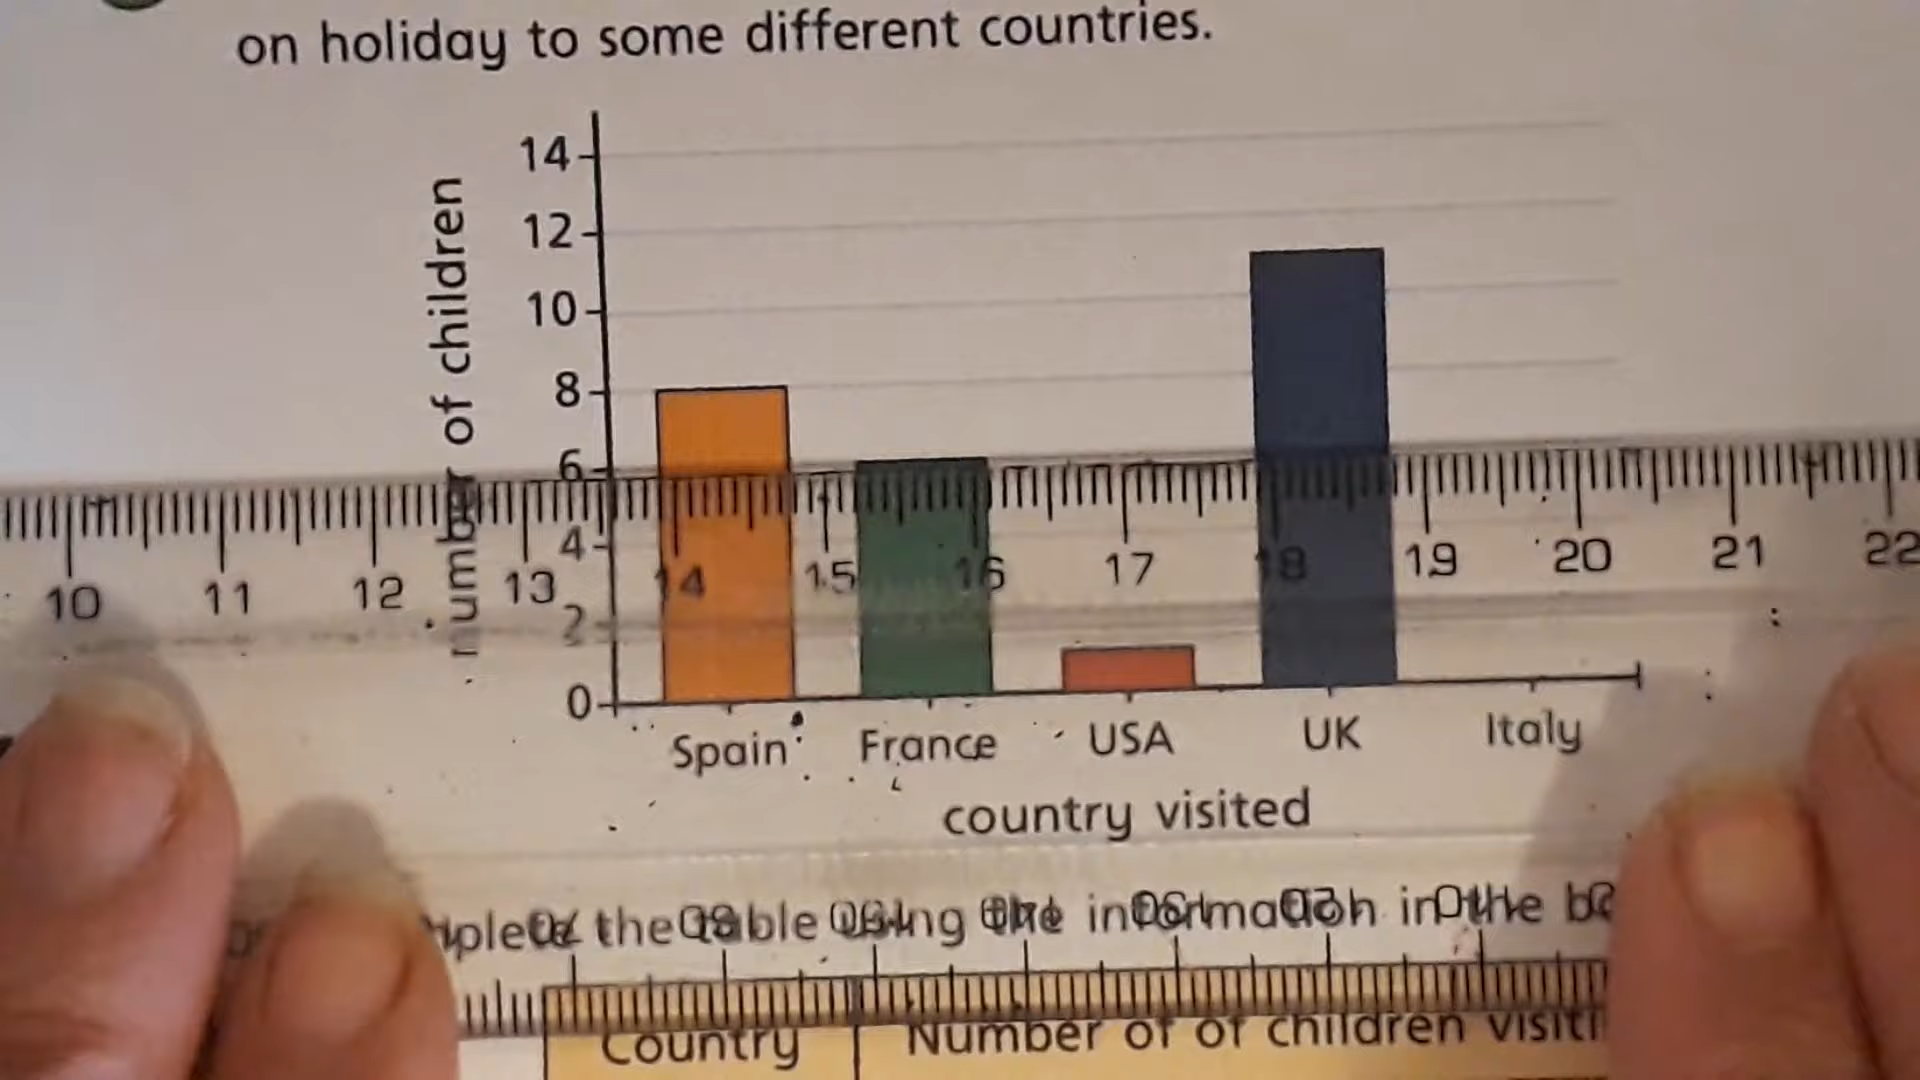 on holiday to some different countries.
14
12
10
8
6
4
2
0
number of children
10 11 12 13 14 15 16 17 18 19 20 21 22
Spain France USA UK Italy
country visited
the table using the information in the
Country Number of of children